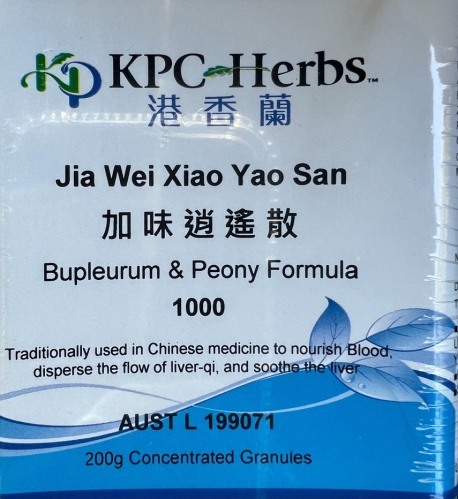 KP KPC Herbs™
港香蘭
Jia Wei Xiao Yao San
加味逍遙散
Bupleurum & Peony Formula
1000
Traditionally used in Chinese medicine to nourish Blood,
disperse the flow of liver-qi, and soothe the liver.
AUST L 199071
200g Concentrated Granules